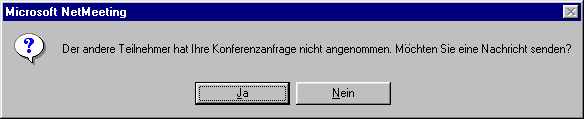 Microsoft NetMeeting
Der andere Teilnehmer hat Ihre Konferenzanfrage nicht angenommen. Möchten Sie eine Nachricht senden?
Ja Nein